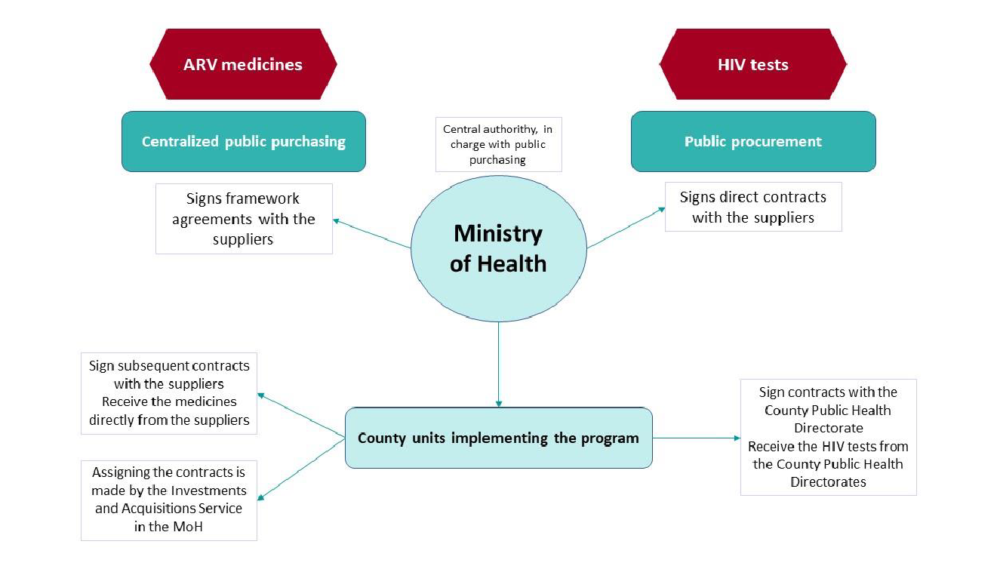 ARV medicines
HIV tests
Centralized public purchasing
Central authorithy, in
charge with public
purchasing
Public procurement
Signs framework
agreements with the
suppliers
Ministry
of Health
Signs direct contracts
with the suppliers
Sign subsequent contracts
with the suppliers
Receive the medicines
directly from the suppliers
County units implementing the program
Sign contracts with the
County Public Health
Directorate
Receive the HIV tests from
the County Public Health
Directorates
Assigning the contracts is
made by the Investments
and Acquisitions Service
in the MoH